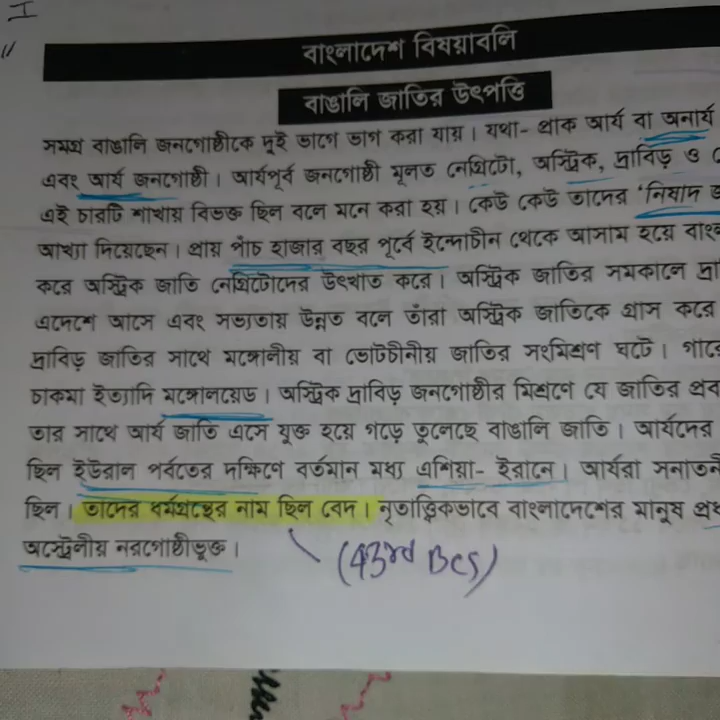 I
"
বাংলাদেশ বিষয়াবলি
বাঙালি জাতির উৎপত্তি
সমগ্র বাঙালি জনগোষ্ঠীকে দুই ভাগে ভাগ করা যায়। যথা- প্রাক আর্য বা অনার্য
এবং আর্য জনগোষ্ঠী। আর্যপূর্ব জনগোষ্ঠী মূলত নেগ্রিটো, অস্ট্রিক, দ্রাবিড় ও
এই চারটি শাখায় বিভক্ত ছিল বলে মনে করা হয়। কেউ কেউ তাদের 'নিষাদ
আখ্যা দিয়েছেন। প্রায় পাঁচ হাজার বছর পূর্বে ইন্দোচীন থেকে আসাম হয়ে
করে অস্ট্রিক জাতি নেগ্রিটোদের উৎখাত করে। অস্ট্রিক জাতির সমকালে
এদেশে আসে এবং সভ্যতায় উন্নত বলে তাঁরা অস্ট্রিক জাতিকে গ্রাস করে
দ্রাবিড় জাতির সাথে মঙ্গোলীয় বা ভোটচীনীয় জাতির সংমিশ্রণ ঘটে।
চাকমা ইত্যাদি মঙ্গোলয়েড। অস্ট্রিক দ্রাবিড় জনগোষ্ঠীর মিশ্রণে যে জাতির
তার সাথে আর্য জাতি এসে যুক্ত হয়ে গড়ে তুলেছে বাঙালি জাতি। আর্যদের
ছিল ইউরাল পর্বতের দক্ষিণে বর্তমান মধ্য এশিয়া- ইরানে। আর্যরা
ছিল। তাদের ধর্মগ্রন্থের নাম ছিল বেদ। নৃতাত্ত্বিকভাবে বাংলাদেশের মানুষ
অস্ট্রেলীয় নরগোষ্ঠীভুক্ত।
(43rd BCS)